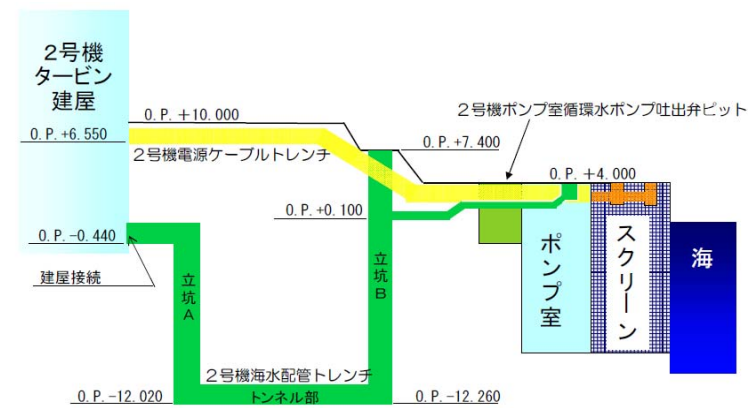 2号機
タービン
建屋
O.P.+10.000
2号機ポンプ室循環水ポンプ吐出弁ピット
O.P.+6.550
2号機電源ケーブルトレンチ
O.P.+7.400
O.P.+4.000
O.P.+0.100
O.P.-0.440
建屋接続
立坑A
立坑B
ポンプ室
スクリーン
海
2号機海水配管トレンチ
O.P.-12.020
トンネル部
O.P.-12.260